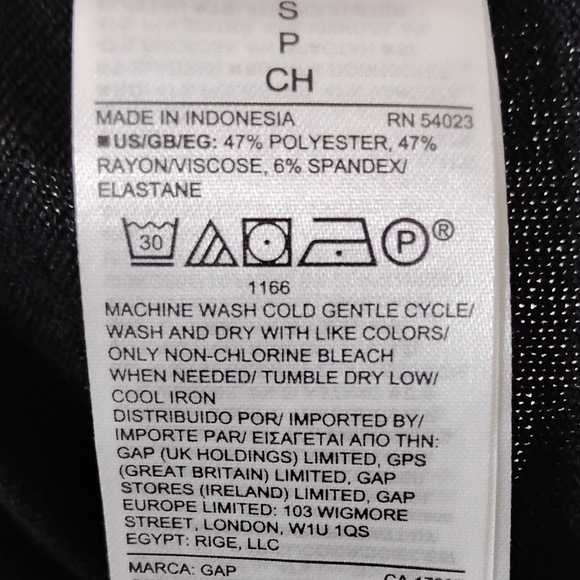 S
P
CH
MADE IN INDONESIA RN 54023
■US/GB/EG: 47% POLYESTER, 47%
RAYON/VISCOSE, 6% SPANDEX/
ELASTANE
30 P ®
1166
MACHINE WASH COLD GENTLE CYCLE/
WASH AND DRY WITH LIKE COLORS/
ONLY NON-CHLORINE BLEACH
WHEN NEEDED/ TUMBLE DRY LOW/
COOL IRON
DISTRIBUIDO POR/ IMPORTED BY/
IMPORTE PAR/ ΕΙΣΑΓΕΤΑΙ ΑΠΟ ΤΗΝ:
GAP (UK HOLDINGS) LIMITED, GPS
(GREAT BRITAIN) LIMITED, GAP
STORES (IRELAND) LIMITED, GAP
EUROPE LIMITED: 103 WIGMORE
STREET, LONDON, W1U 1QS
EGYPT: RIGE, LLC
MARCA: GAP CA